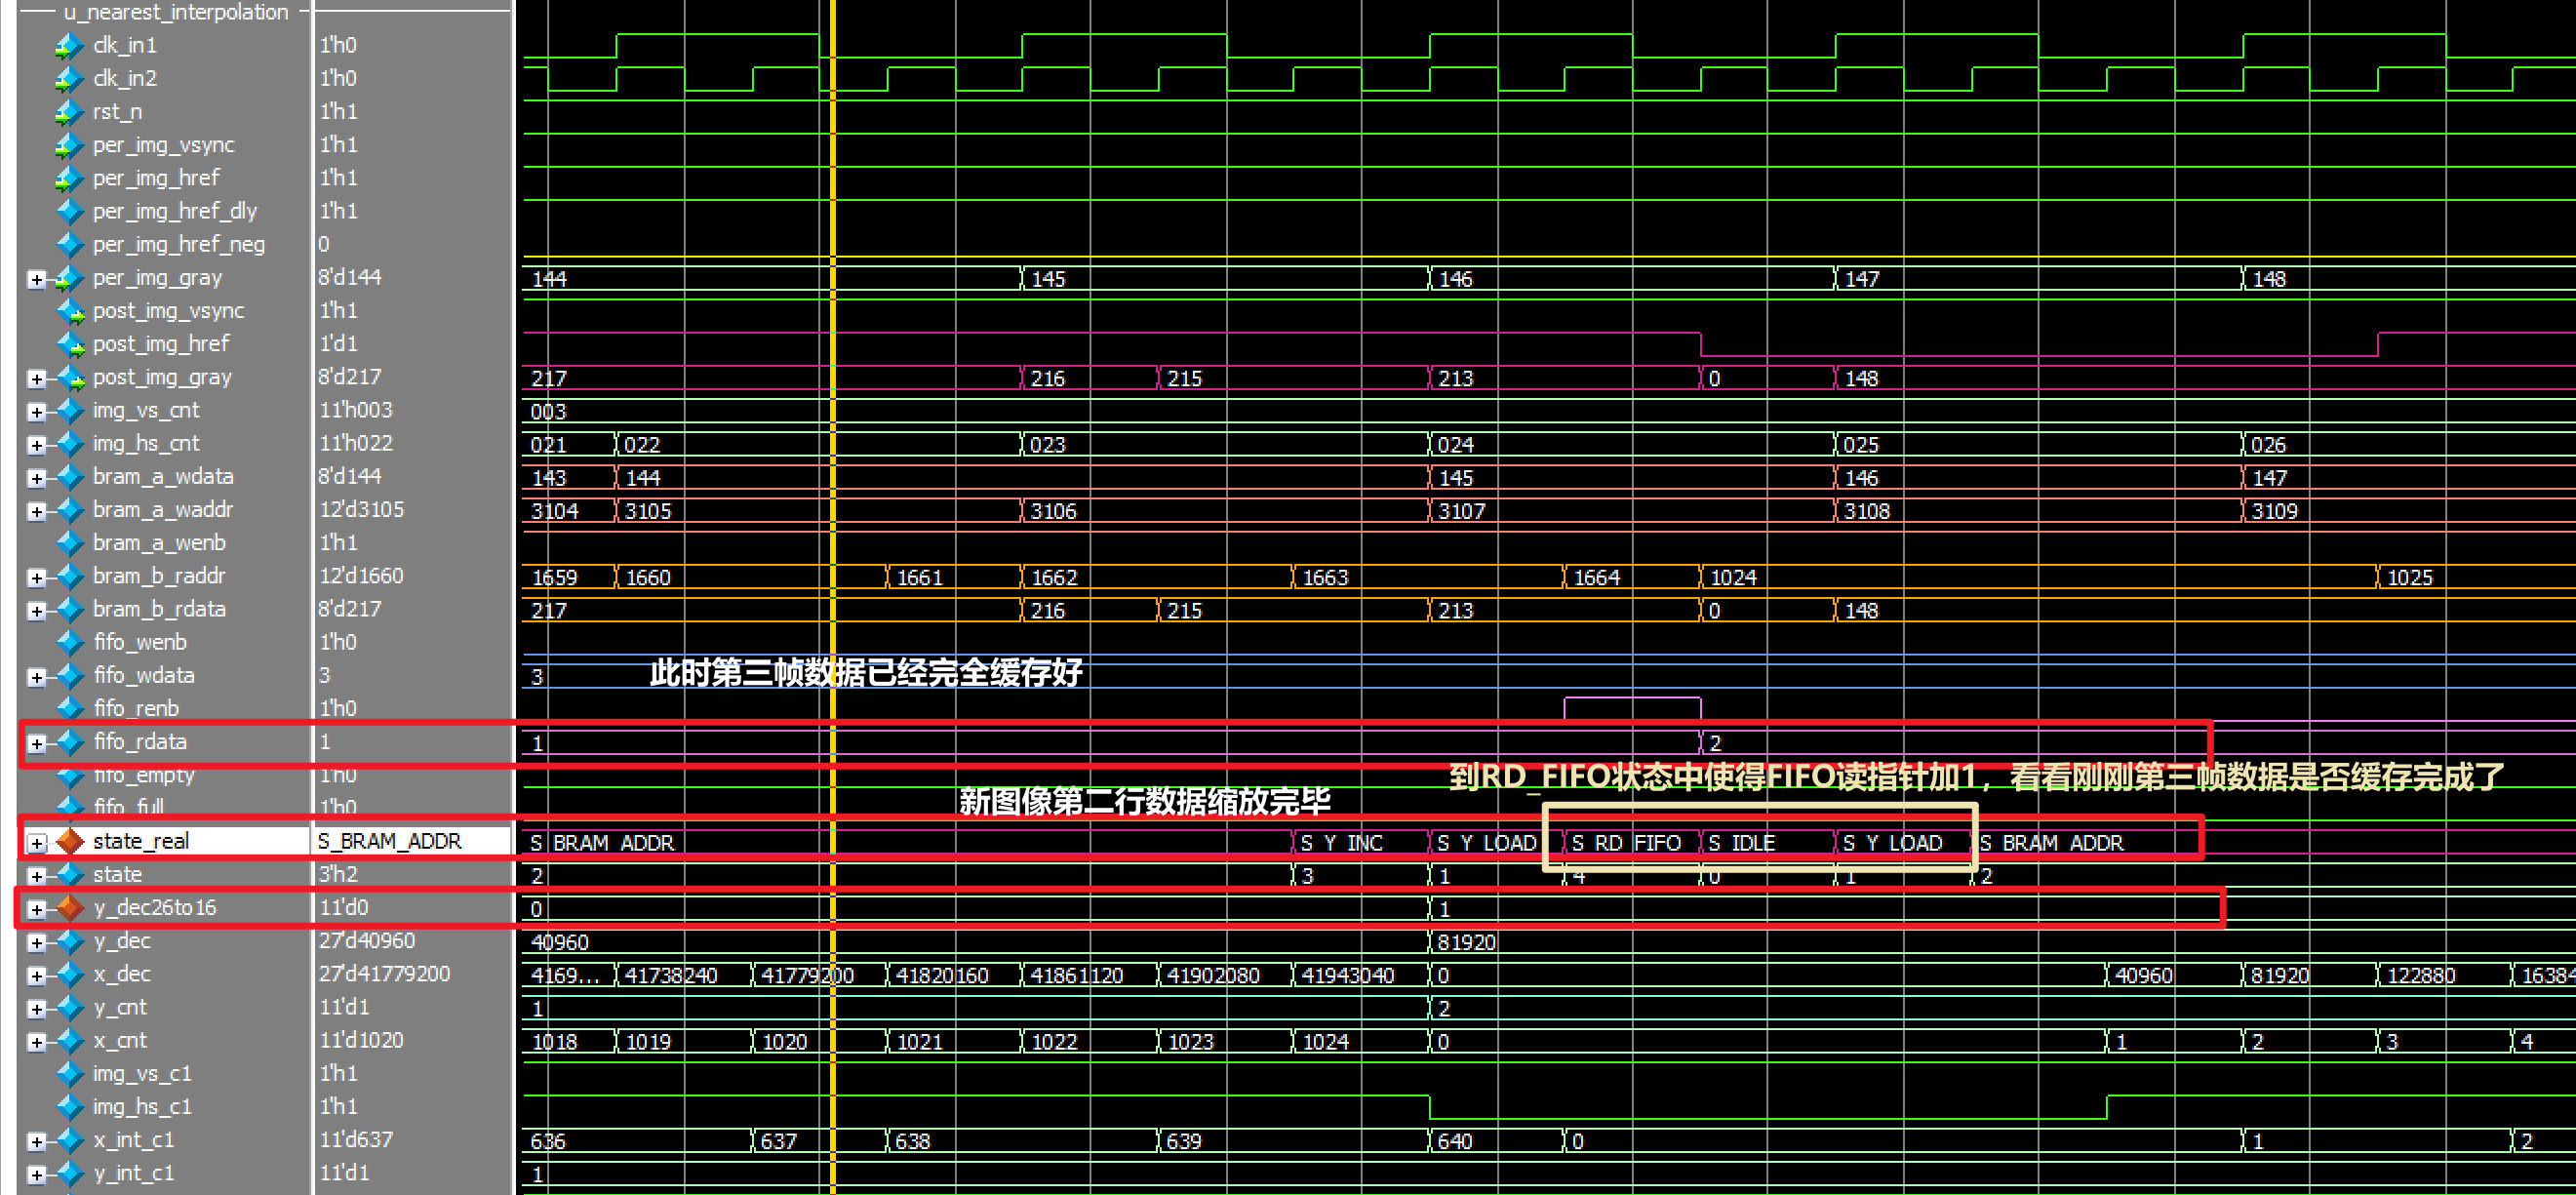 u_nearest_interpolation
clk_in1 1'h0
clk_in2 1'h0
rst_n 1'h1
per_img_vsync 1'h1
per_img_href 1'h1
per_img_href_dly 1'h1
per_img_href_neg 0
per_img_gray 8'd144 144 145 146 147 148
post_img_vsync 1'h1
post_img_href 1'd1
post_img_gray 8'd217 217 216 215 213 0 148
img_vs_cnt 11'h003 003
img_hs_cnt 11'h022 021 022 023 024 025 026
bram_a_wdata 8'd144 143 144 145 146 147
bram_a_waddr 12'd3105 3104 3105 3106 3107 3108 3109
bram_a_wenb 1'h1
bram_b_raddr 12'd1660 1659 1660 1661 1662 1663 1664 1024 1025
bram_b_rdata 8'd217 217 216 215 213 0 148
fifo_wenb 1'h0
此时第三帧数据已经完全缓存好
fifo_wdata 3 3
fifo_renb 1'h0
fifo_rdata 1 1 2
fifo_empty 1'h0
到RD_FIFO状态中使得FIFO读指针加1，看看刚刚第三帧数据是否缓存完成了
fifo_full 1'h0
新图像第二行数据缩放完毕
state_real S_BRAM_ADDR S_BRAM_ADDR S_Y_INC S_Y_LOAD S_RD_FIFO S_IDLE S_Y_LOAD S_BRAM_ADDR
state 3'h2 2 3 1 4 0 1 2
y_dec26to16 11'd0 0 1
y_dec 27'd40960 40960 81920
x_dec 27'd41779200 4169... 41738240 41779200 41820160 41861120 41902080 41943040 0 40960 81920 122880 16384
y_cnt 11'd1 1 2
x_cnt 11'd1020 1018 1019 1020 1021 1022 1023 1024 0 1 2 3 4
img_vs_c1 1'h1
img_hs_c1 1'h1
x_int_c1 11'd637 636 637 638 639 640 0 1 2
y_int_c1 11'd1 1